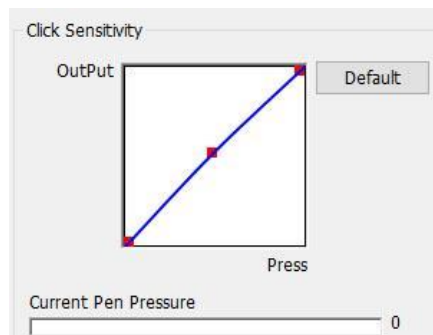 Click Sensitivity
OutPut
Default
Press
Current Pen Pressure
0